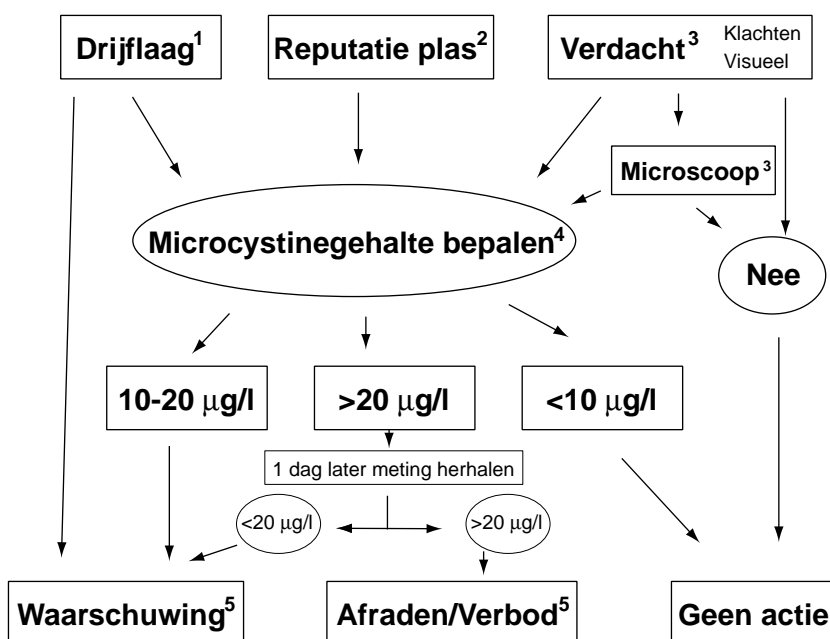 Drijflaag¹
Reputatie plas²
Verdacht³
Klachten
Visueel
Microscoop³
Microcystinegehalte bepalen⁴
Nee
10-20 µg/l
>20 µg/l
<10 µg/l
1 dag later meting herhalen
<20 µg/l
>20 µg/l
Waarschuwing⁵
Afraden/Verbod⁵
Geen actie